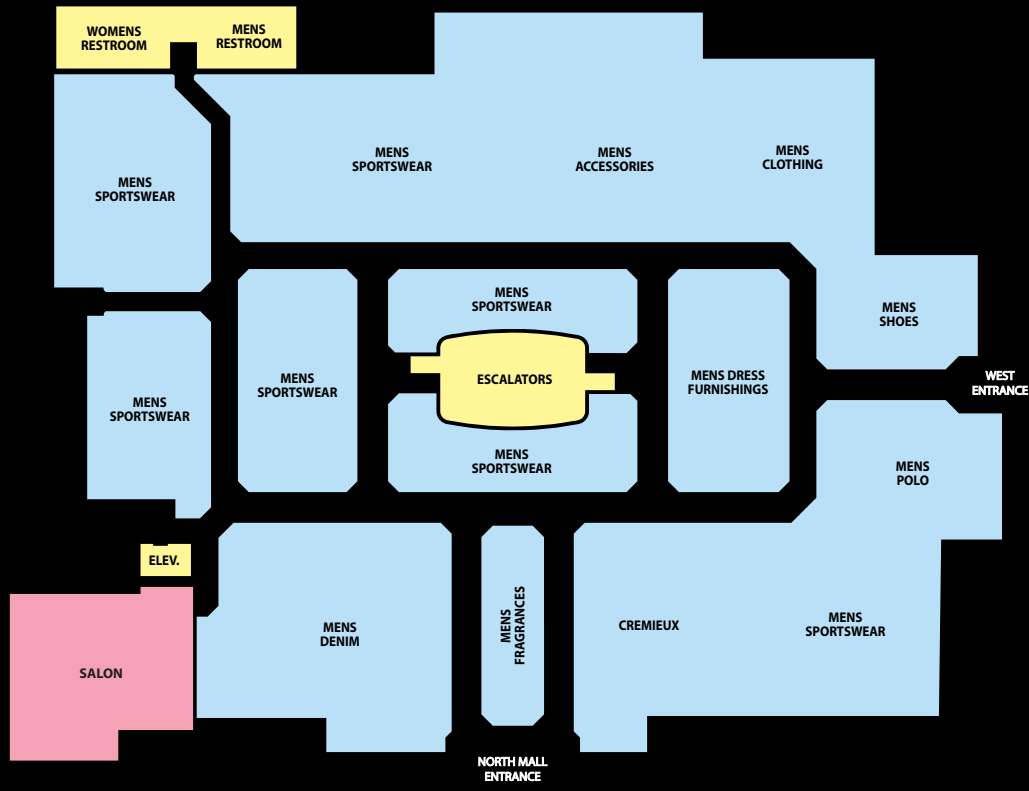 WOMENS
RESTROOM
MENS
RESTROOM
MENS
SPORTSWEAR
MENS
ACCESSORIES
MENS
CLOTHING
MENS
SPORTSWEAR
MENS
SPORTSWEAR
MENS
SHOES
ESCALATORS
MENS
SPORTSWEAR
MENS DRESS
FURNISHINGS
WEST
ENTRANCE
MENS
SPORTSWEAR
MENS
SPORTSWEAR
MENS
POLO
ELEV.
MENS
DENIM
MENS
FRAGRANCES
CREMIEUX
MENS
SPORTSWEAR
SALON
NORTH MALL
ENTRANCE